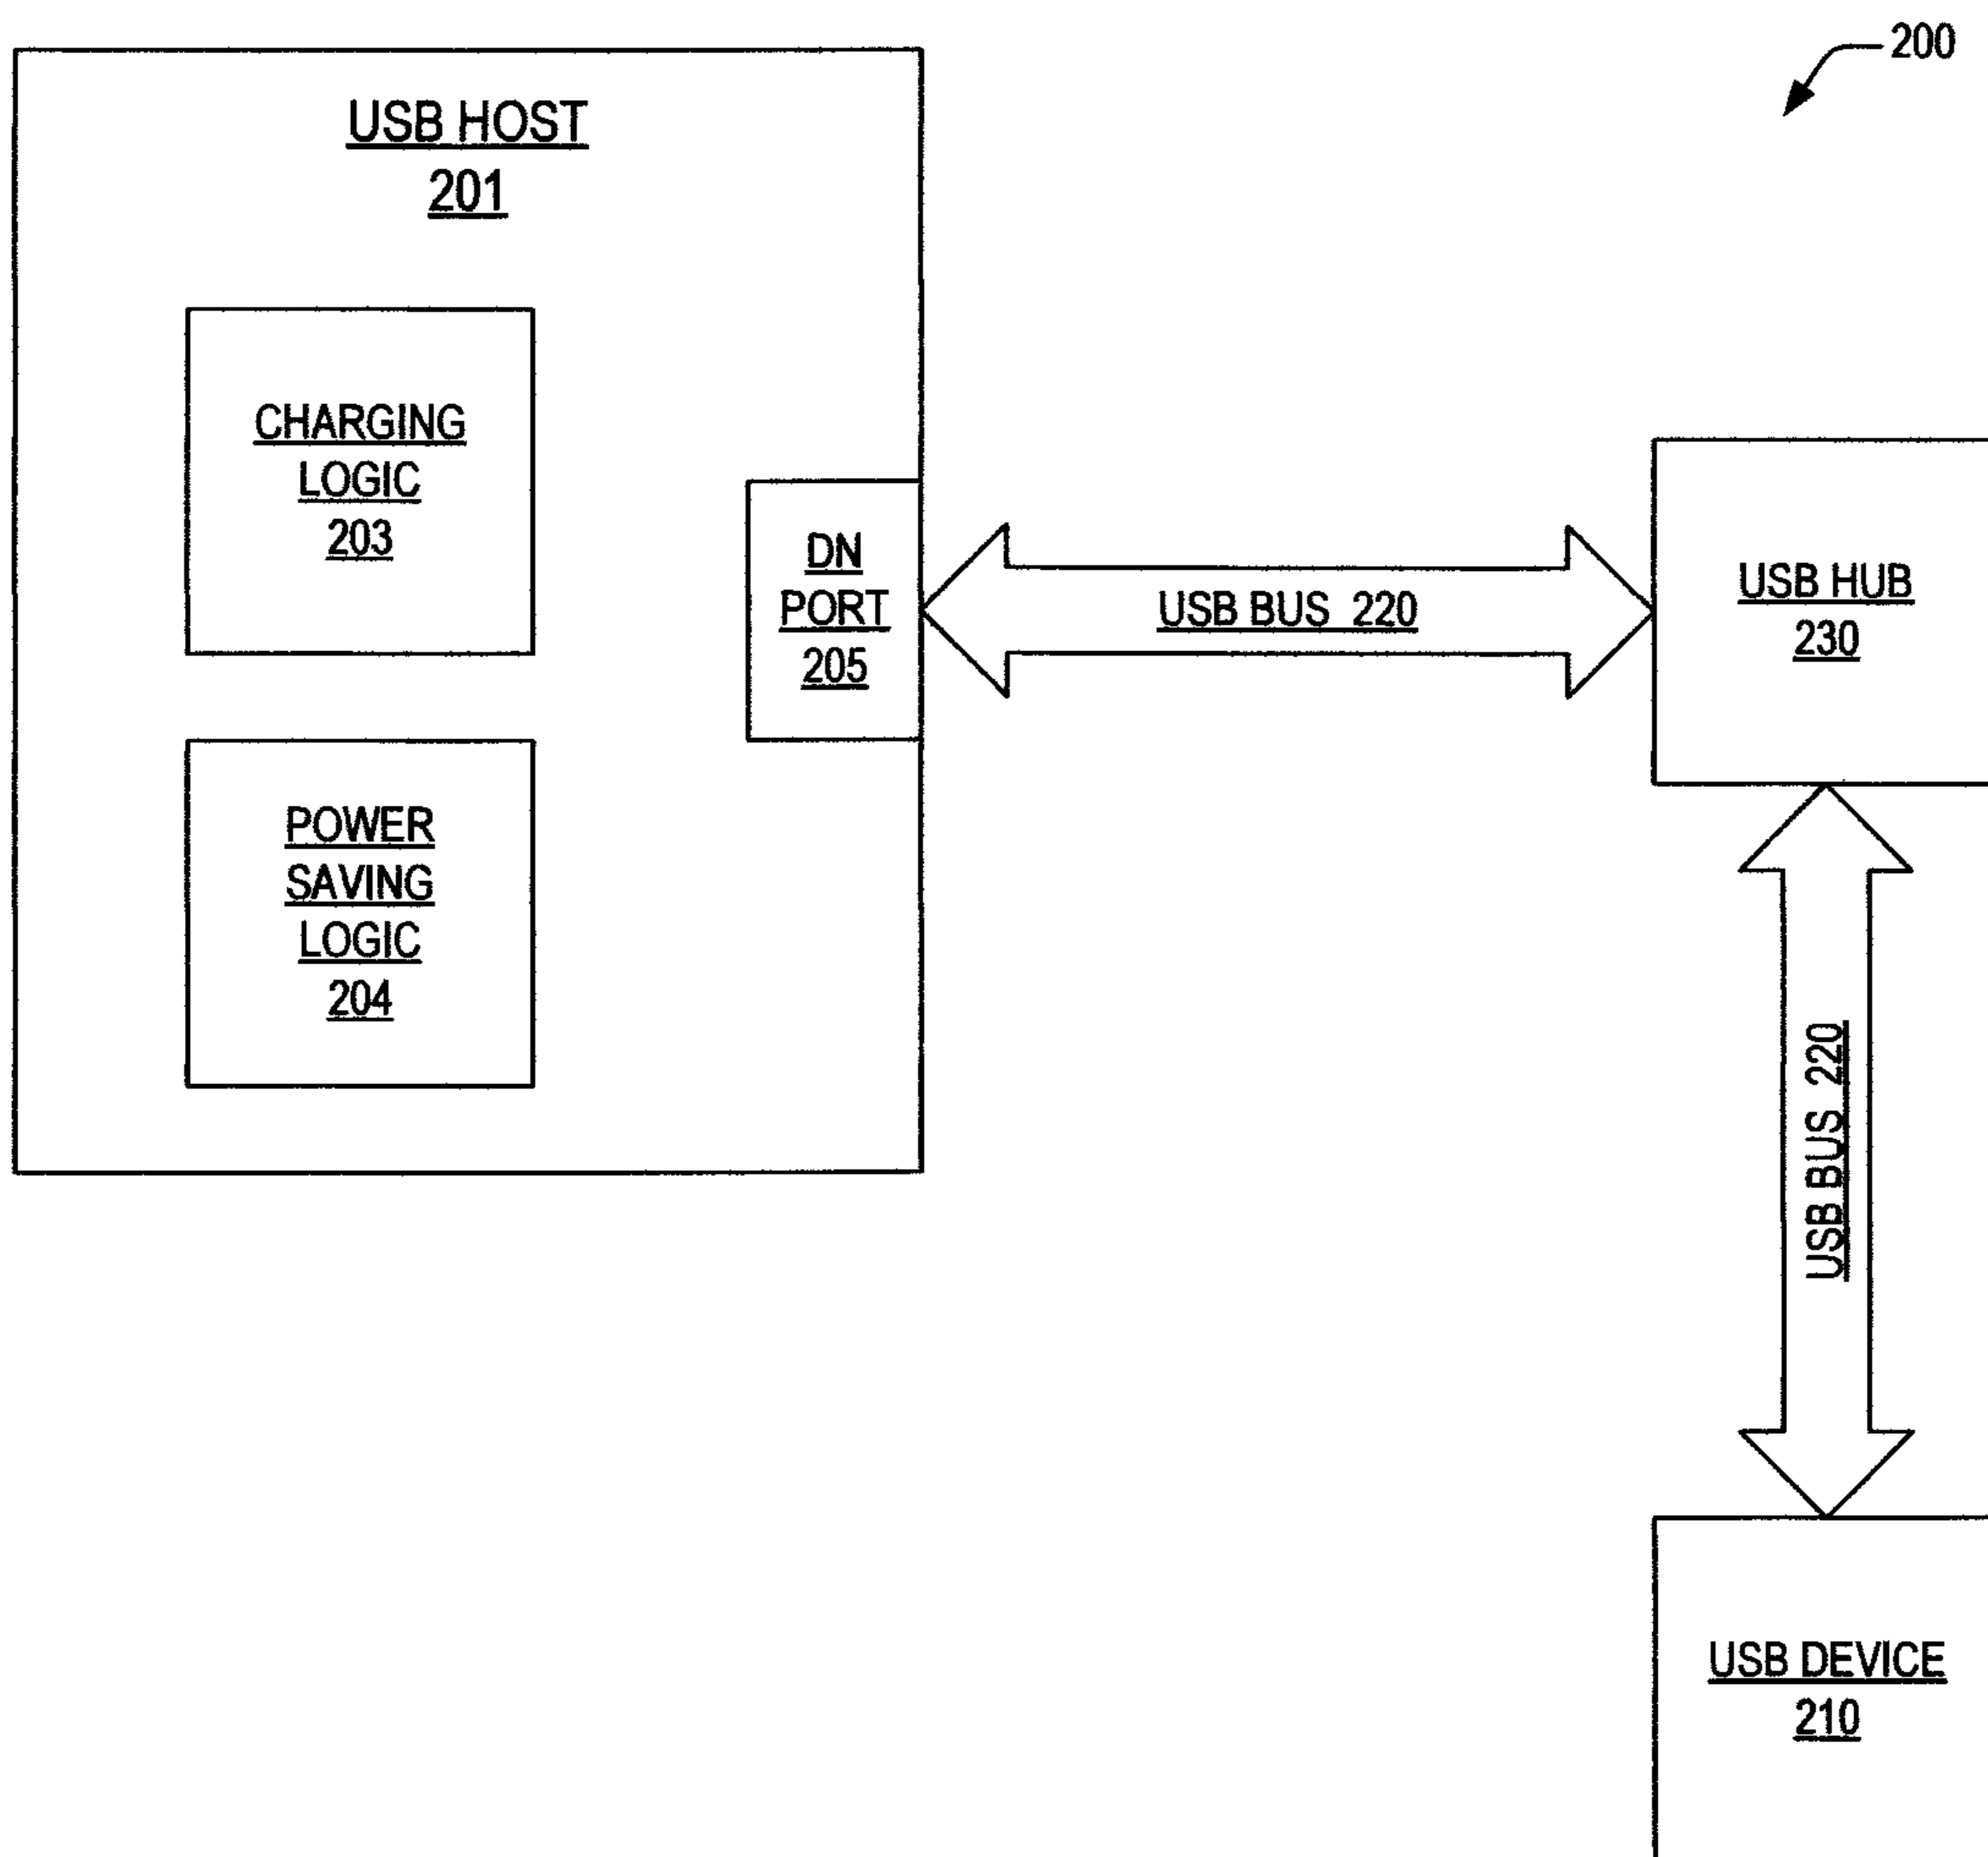 200
USB HOST
201
CHARGING
LOGIC
203
DN
PORT
205
USB BUS 220
USB HUB
230
POWER
SAVING
LOGIC
204
USB BUS 220
USB DEVICE
210